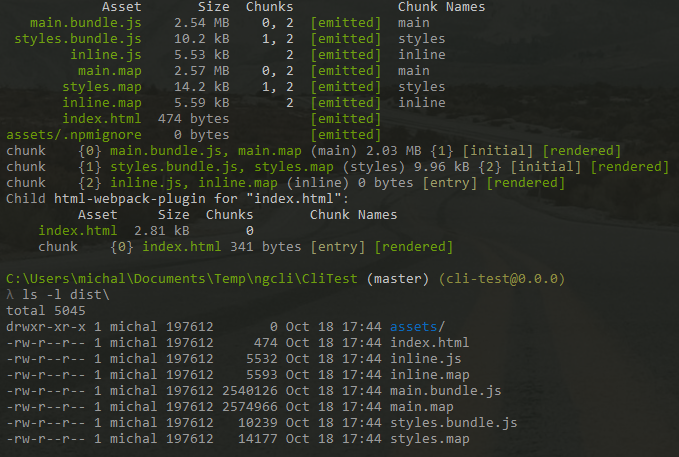 Asset Size Chunks Chunk Names
main.bundle.js 2.54 MB 0, 2 [emitted] main
styles.bundle.js 10.2 kB 1, 2 [emitted] styles
inline.js 5.53 kB 2 [emitted] inline
main.map 2.57 MB 0, 2 [emitted] main
styles.map 14.2 kB 1, 2 [emitted] styles
inline.map 5.59 kB 2 [emitted] inline
index.html 474 bytes [emitted]
assets/.npmignore 0 bytes [emitted]
chunk {0} main.bundle.js, main.map (main) 2.03 MB {1} [initial] [rendered]
chunk {1} styles.bundle.js, styles.map (styles) 9.96 kB {2} [initial] [rendered]
chunk {2} inline.js, inline.map (inline) 0 bytes [entry] [rendered]
Child html-webpack-plugin for "index.html":
Asset Size Chunks Chunk Names
index.html 2.81 kB 0
chunk {0} index.html 341 bytes [entry] [rendered]
C:\Users\michal\Documents\Temp\ngcli\CliTest (master) (cli-test@0.0.0)
λ ls -l dist\
total 5045
drwxr-xr-x 1 michal 197612 0 Oct 18 17:44 assets/
-rw-r--r-- 1 michal 197612 474 Oct 18 17:44 index.html
-rw-r--r-- 1 michal 197612 5532 Oct 18 17:44 inline.js
-rw-r--r-- 1 michal 197612 5593 Oct 18 17:44 inline.map
-rw-r--r-- 1 michal 197612 2540126 Oct 18 17:44 main.bundle.js
-rw-r--r-- 1 michal 197612 2574966 Oct 18 17:44 main.map
-rw-r--r-- 1 michal 197612 10239 Oct 18 17:44 styles.bundle.js
-rw-r--r-- 1 michal 197612 14177 Oct 18 17:44 styles.map